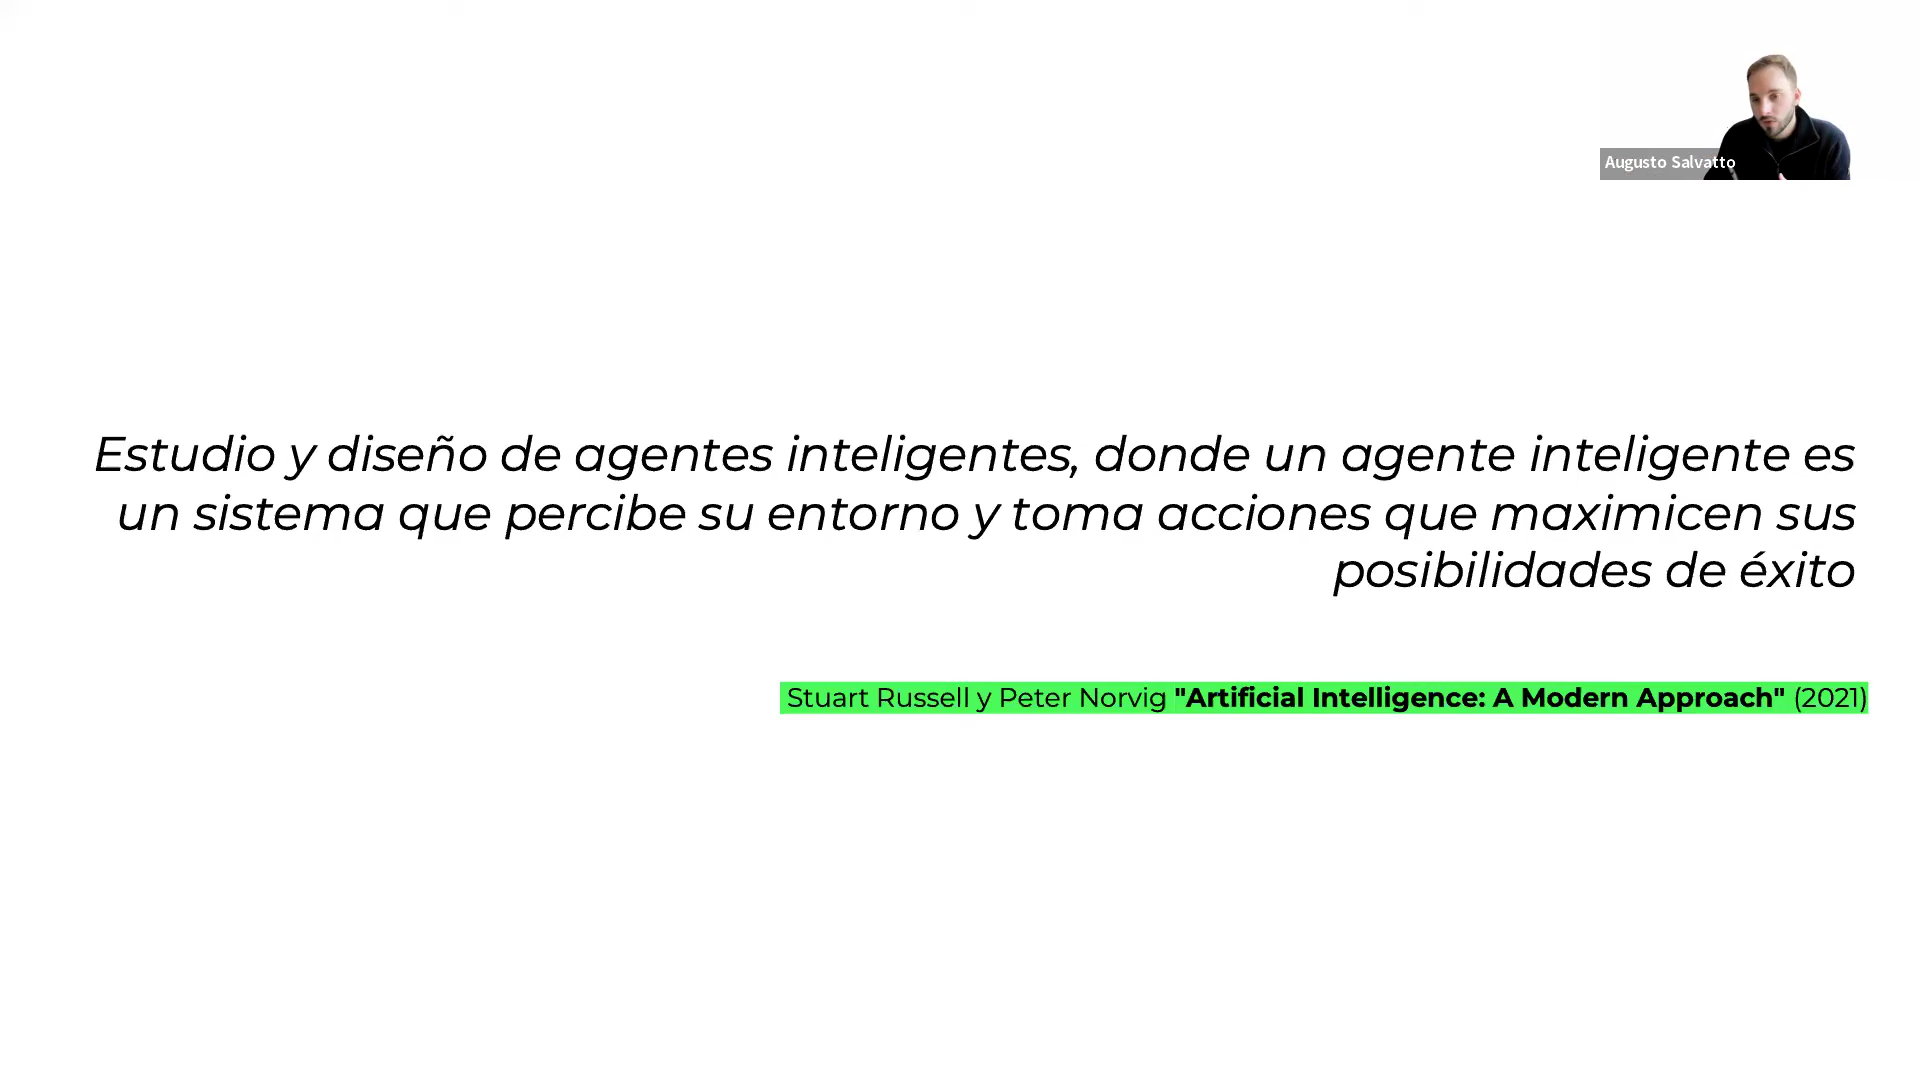 Augusto Salvatto
Estudio y diseño de agentes inteligentes, donde un agente inteligente es
un sistema que percibe su entorno y toma acciones que maximicen sus
posibilidades de éxito
Stuart Russell y Peter Norvig "Artificial Intelligence: A Modern Approach" (2021)